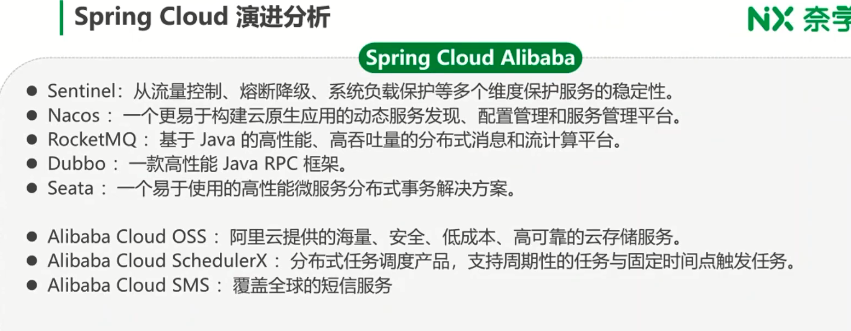 Spring Cloud 演进分析
NX 奈学
Spring Cloud Alibaba
● Sentinel：从流量控制、熔断降级、系统负载保护等多个维度保护服务的稳定性。
● Nacos ：一个更易于构建云原生应用的动态服务发现、配置管理和服务管理平台。
● RocketMQ ：基于 Java 的高性能、高吞吐量的分布式消息和流计算平台。
● Dubbo ：一款高性能 Java RPC 框架。
● Seata ：一个易于使用的高性能微服务分布式事务解决方案。
● Alibaba Cloud OSS ：阿里云提供的海量、安全、低成本、高可靠的云存储服务。
● Alibaba Cloud SchedulerX ：分布式任务调度产品，支持周期性的任务与固定时间点触发任务。
● Alibaba Cloud SMS ：覆盖全球的短信服务